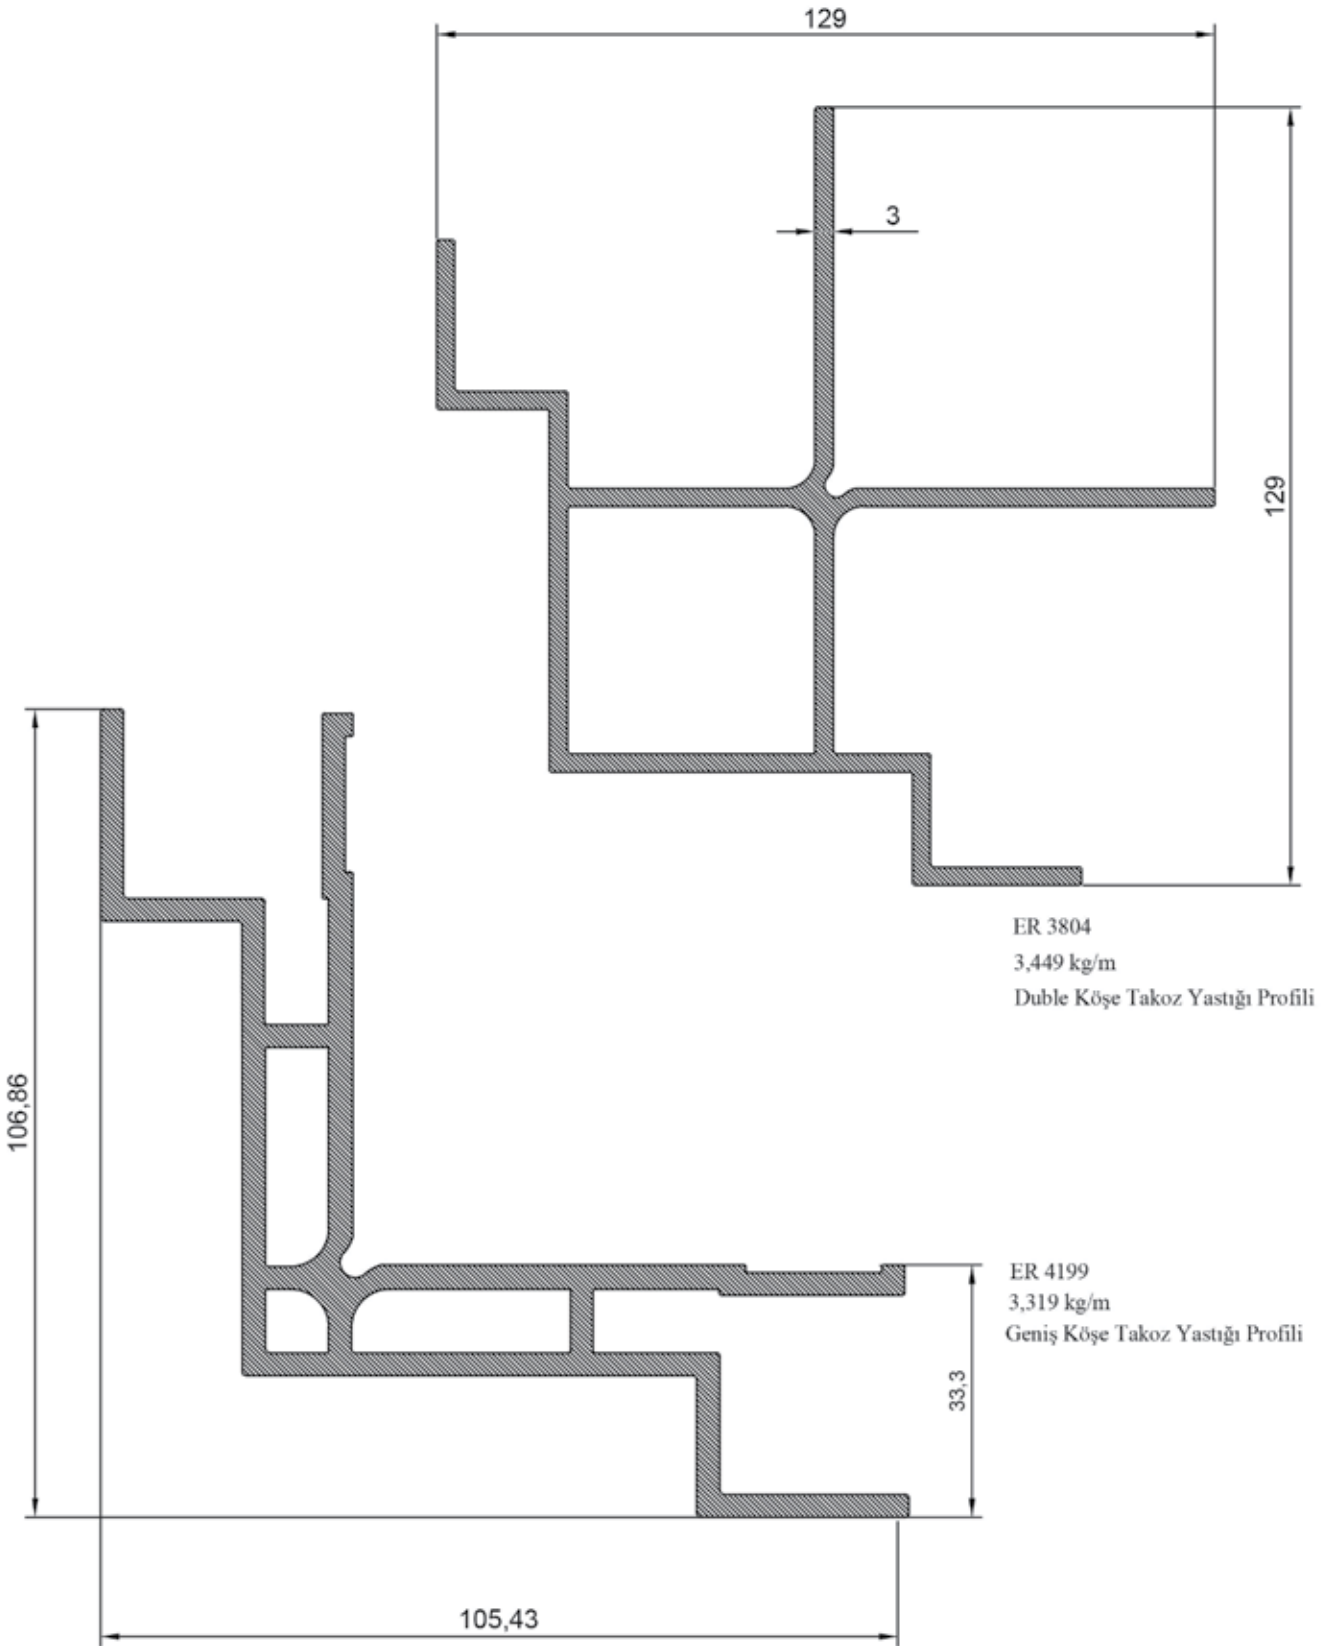 129
3
129
ER 3804
3,449 kg/m
Duble Köşe Takoz Yastığı Profili
106,86
ER 4199
3,319 kg/m
Geniş Köşe Takoz Yastığı Profili
33,3
105,43